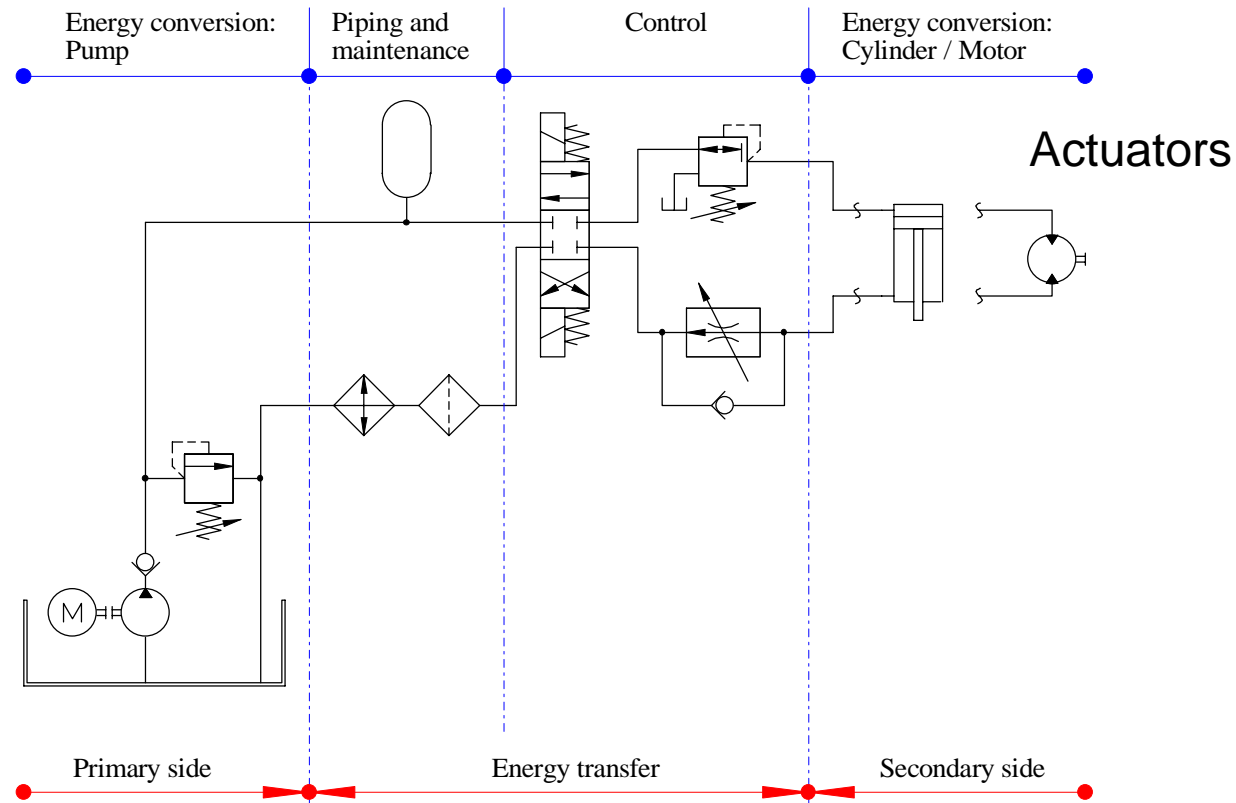 Energy conversion:
Pump
Piping and
maintenance
Control
Energy conversion:
Cylinder / Motor
Actuators
M
Primary side
Energy transfer
Secondary side